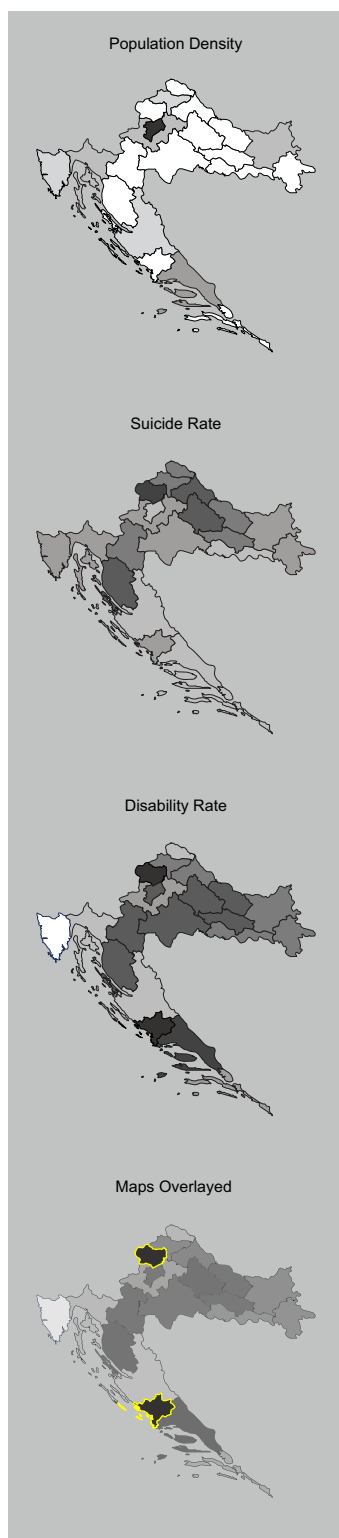 Population Density
Suicide Rate
Disability Rate
Maps Overlayed